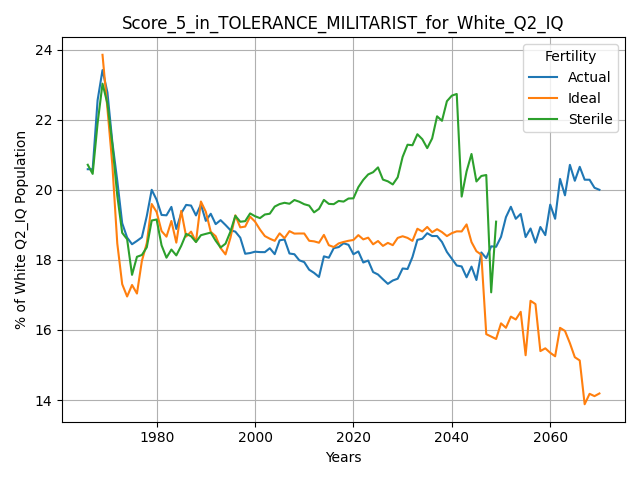 Score_5_in_TOLERANCE_MILITARIST_for_White_Q2_IQ
Fertility
Actual
Ideal
Sterile
% of White Q2_IQ Population
24
22
20
18
16
14
1980
2000
2020
2040
2060
Years